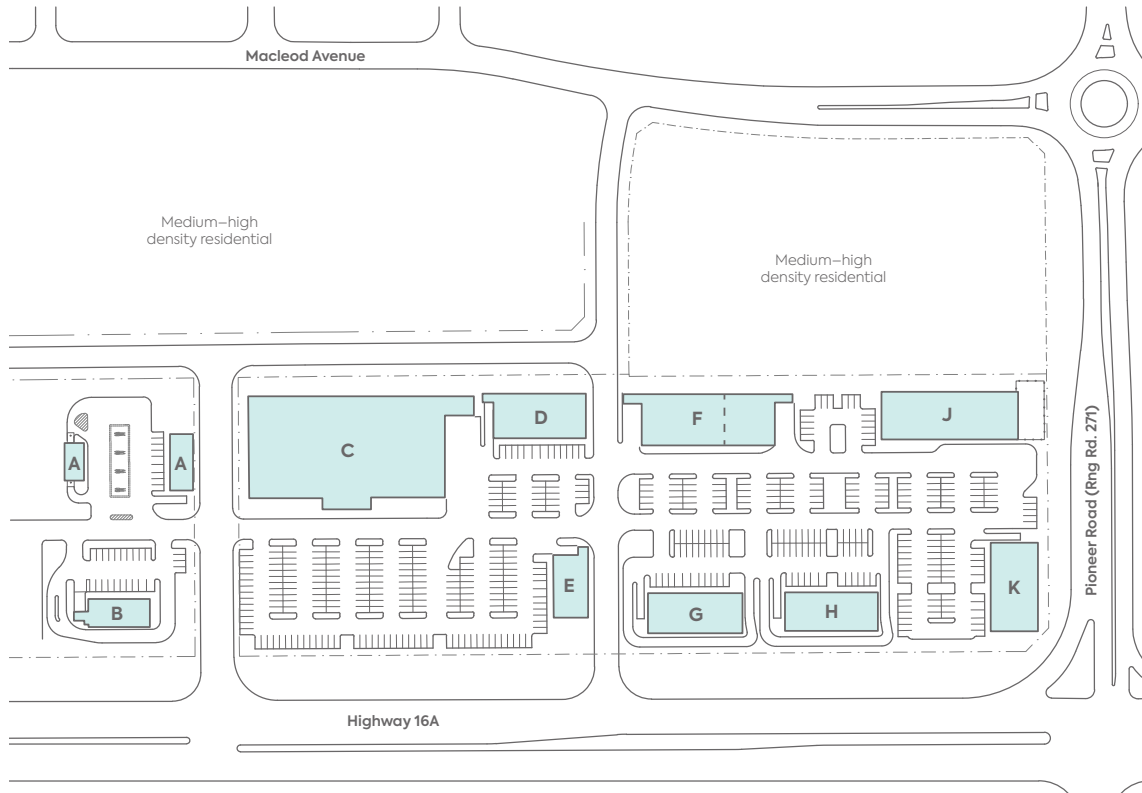 Macleod Avenue
Medium–high
density residential
Medium–high
density residential
A
A
B
C
D
E
F
G
H
J
K
Pioneer Road (Rng Rd. 271)
Highway 16A